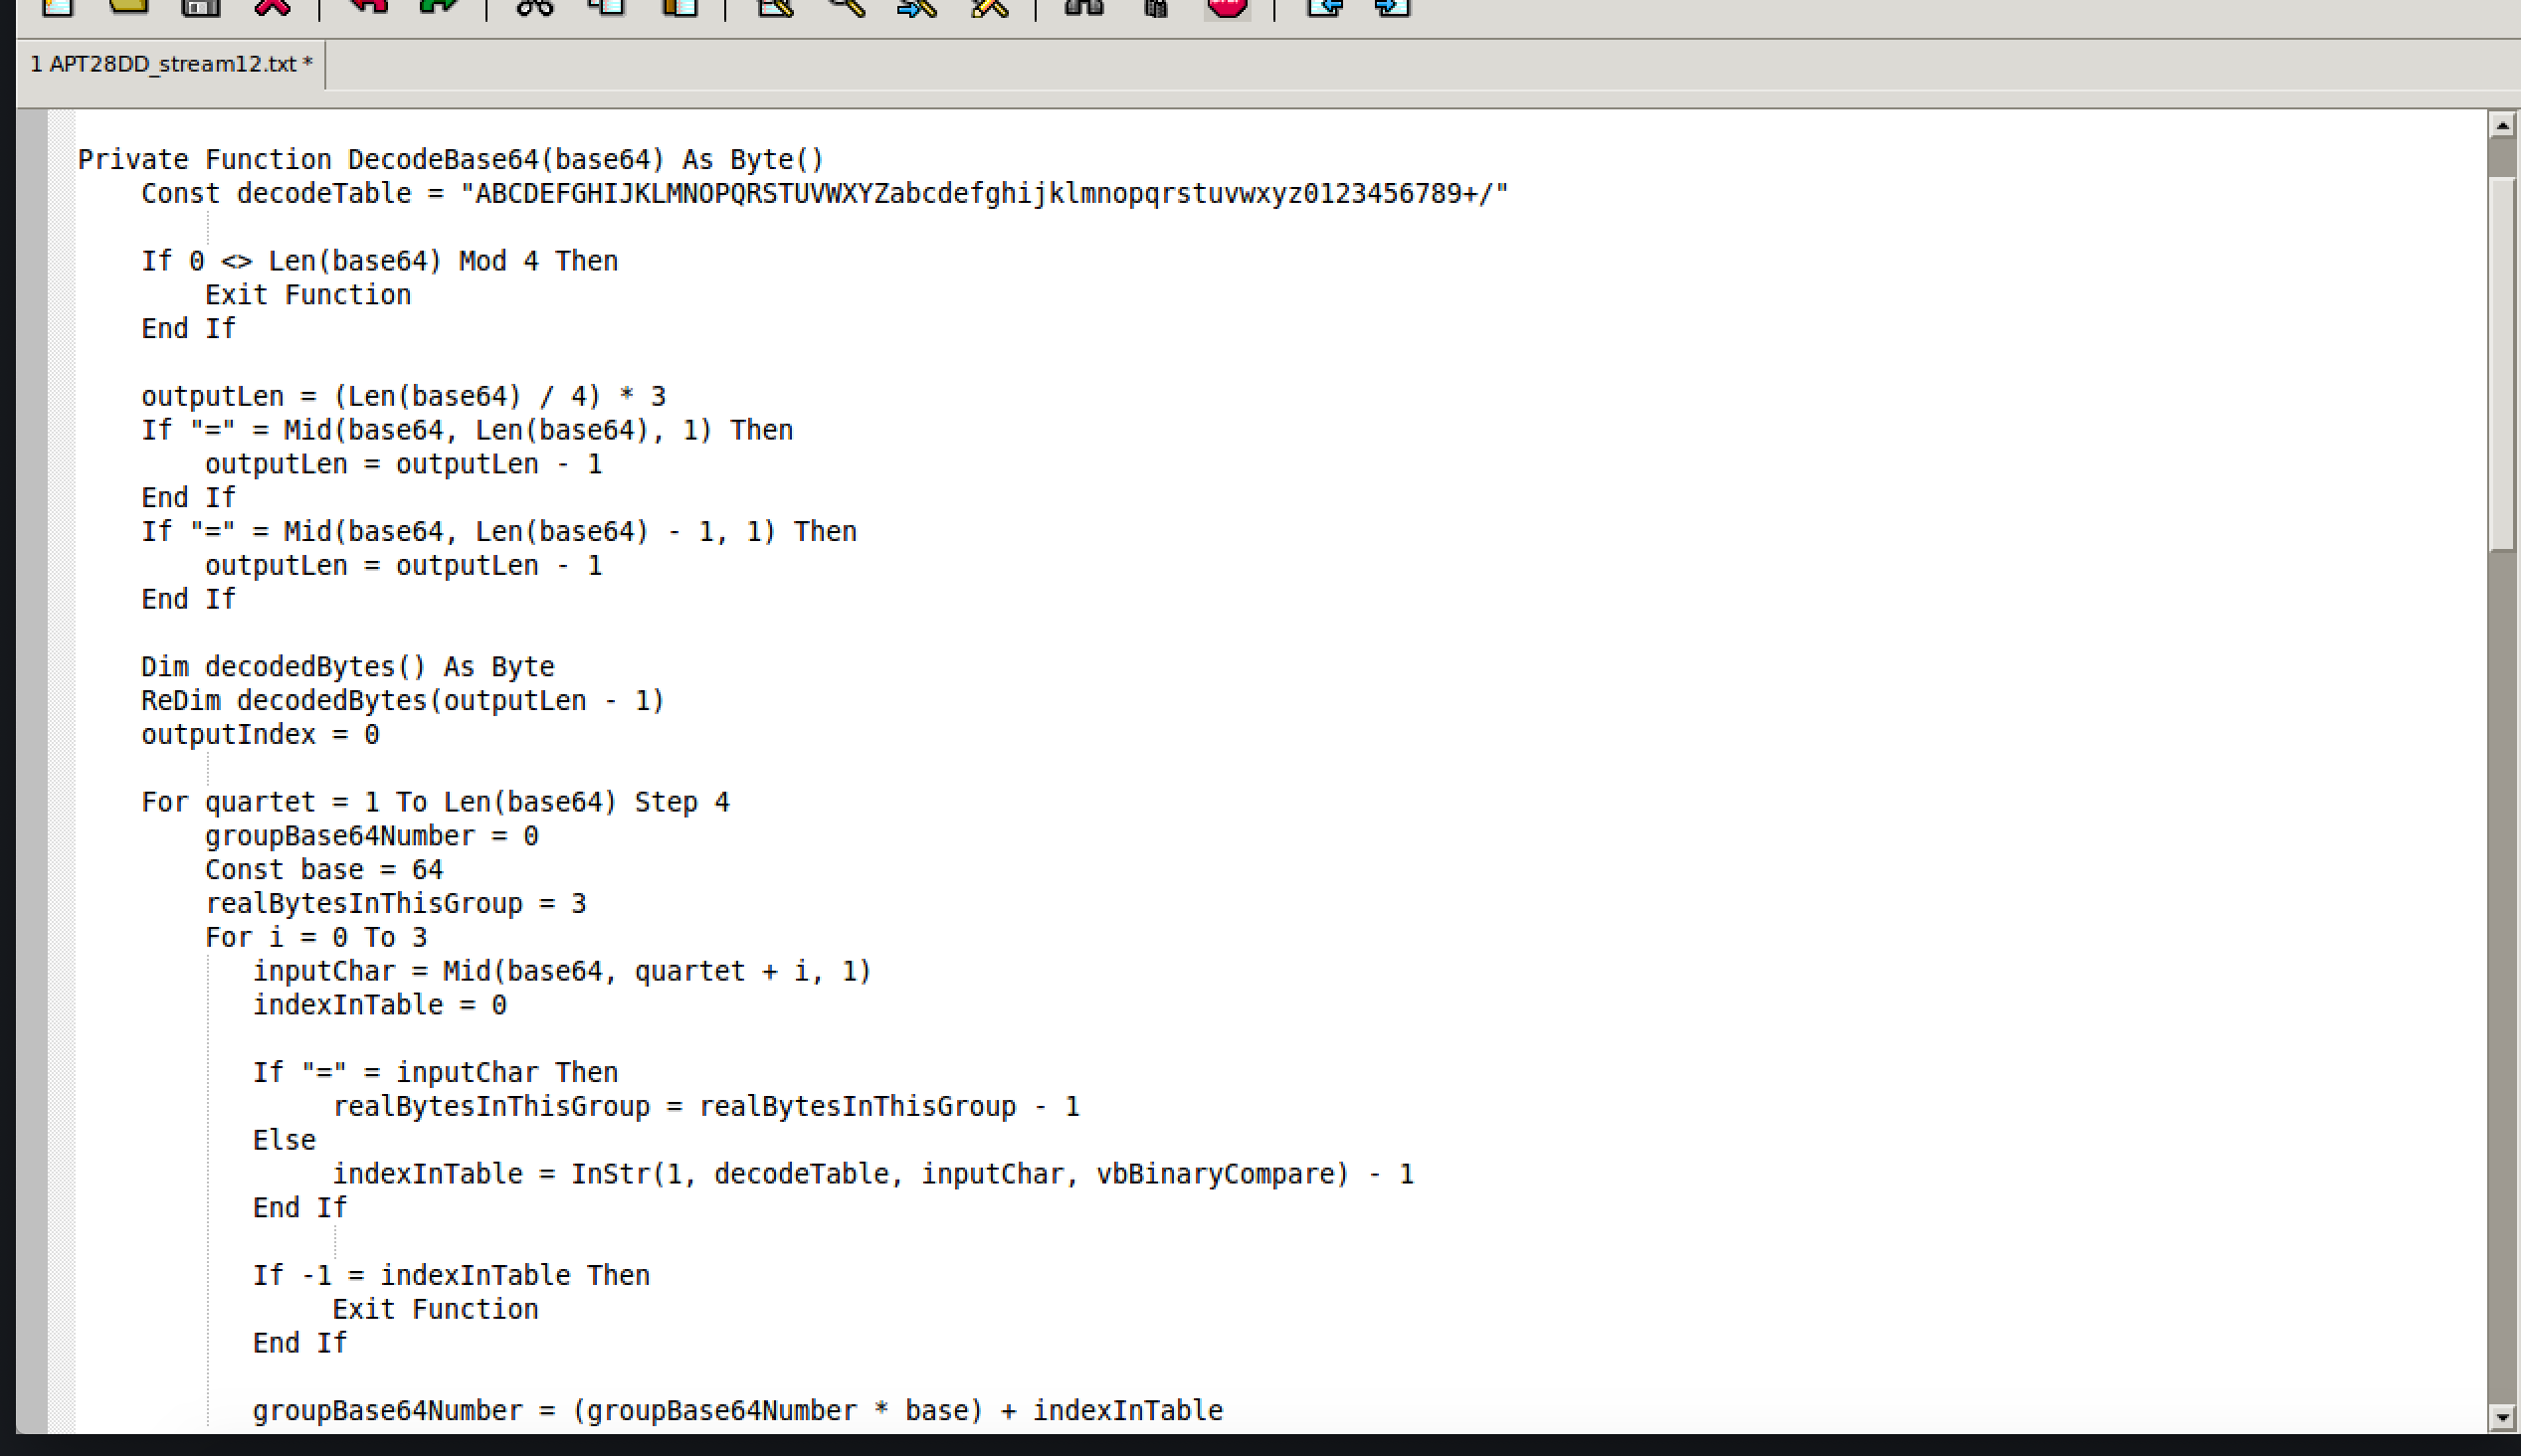 1 APT28DD_stream12.txt *
Private Function DecodeBase64(base64) As Byte()
    Const decodeTable = "ABCDEFGHIJKLMNOPQRSTUVWXYZabcdefghijklmnopqrstuvwxyz0123456789+/"
    If 0 <> Len(base64) Mod 4 Then
        Exit Function
    End If
    outputLen = (Len(base64) / 4) * 3
    If "=" = Mid(base64, Len(base64), 1) Then
        outputLen = outputLen - 1
    End If
    If "=" = Mid(base64, Len(base64) - 1, 1) Then
        outputLen = outputLen - 1
    End If
    Dim decodedBytes() As Byte
    ReDim decodedBytes(outputLen - 1)
    outputIndex = 0
    For quartet = 1 To Len(base64) Step 4
        groupBase64Number = 0
        Const base = 64
        realBytesInThisGroup = 3
        For i = 0 To 3
           inputChar = Mid(base64, quartet + i, 1)
           indexInTable = 0
           If "=" = inputChar Then
                realBytesInThisGroup = realBytesInThisGroup - 1
           Else
                indexInTable = InStr(1, decodeTable, inputChar, vbBinaryCompare) - 1
           End If
           If -1 = indexInTable Then
                Exit Function
           End If
           groupBase64Number = (groupBase64Number * base) + indexInTable